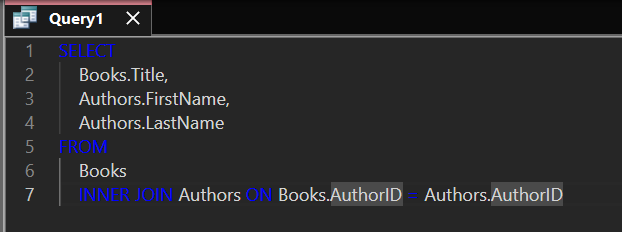 Query1
1 SELECT
2 Books.Title,
3 Authors.FirstName,
4 Authors.LastName
5 FROM
6 Books
7 INNER JOIN Authors ON Books.AuthorID = Authors.AuthorID